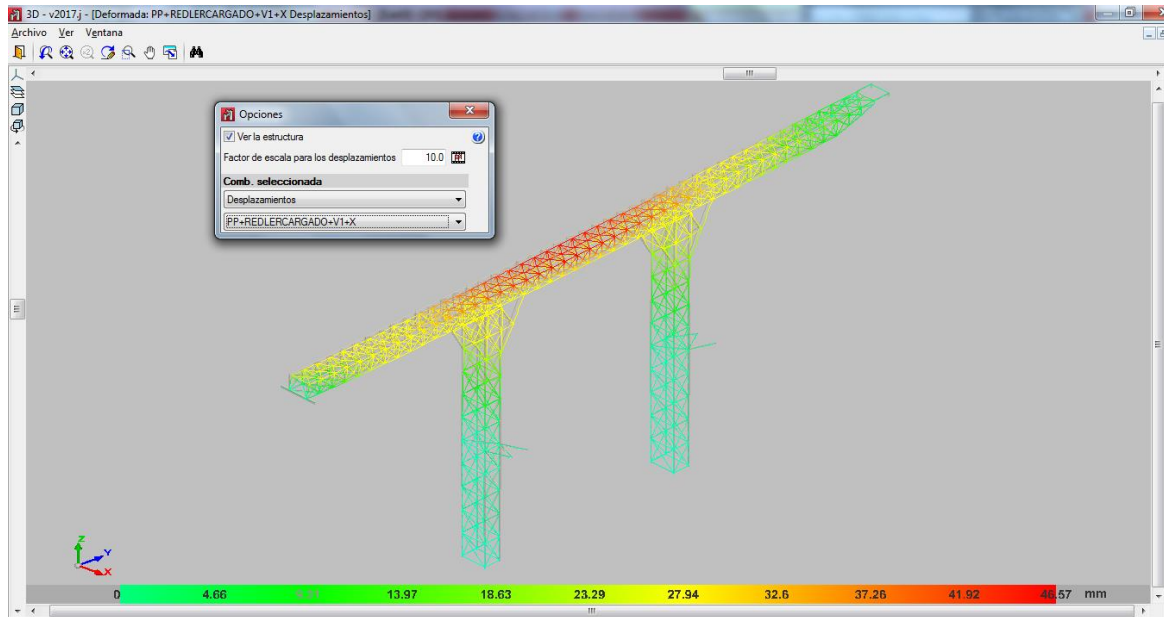 3D - v2017.j - [Deformada: PP+REDLERCARGADO+V1+X Desplazamientos]
Archivo Ver Ventana
Opciones
Ver la estructura
Factor de escala para los desplazamientos 10.0
Comb. seleccionada
Desplazamientos
PP+REDLERCARGADO+V1+X
Z
Y
X
0 4.66 13.97 18.63 23.29 27.94 32.6 37.26 41.92 46.57 mm